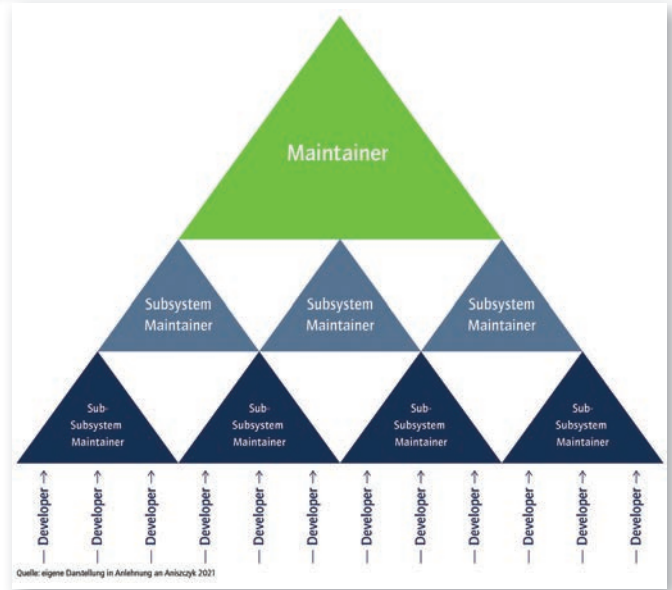 Maintainer
Subsystem
Maintainer
Subsystem
Maintainer
Subsystem
Maintainer
Sub-
Subsystem
Maintainer
Sub-
Subsystem
Maintainer
Sub-
Subsystem
Maintainer
Sub-
Subsystem
Maintainer
— Developer →
— Developer →
— Developer →
— Developer →
— Developer →
— Developer →
— Developer →
— Developer →
— Developer →
— Developer →
— Developer →
— Developer →
Quelle: eigene Darstellung in Anlehnung an Aniszczyk 2021